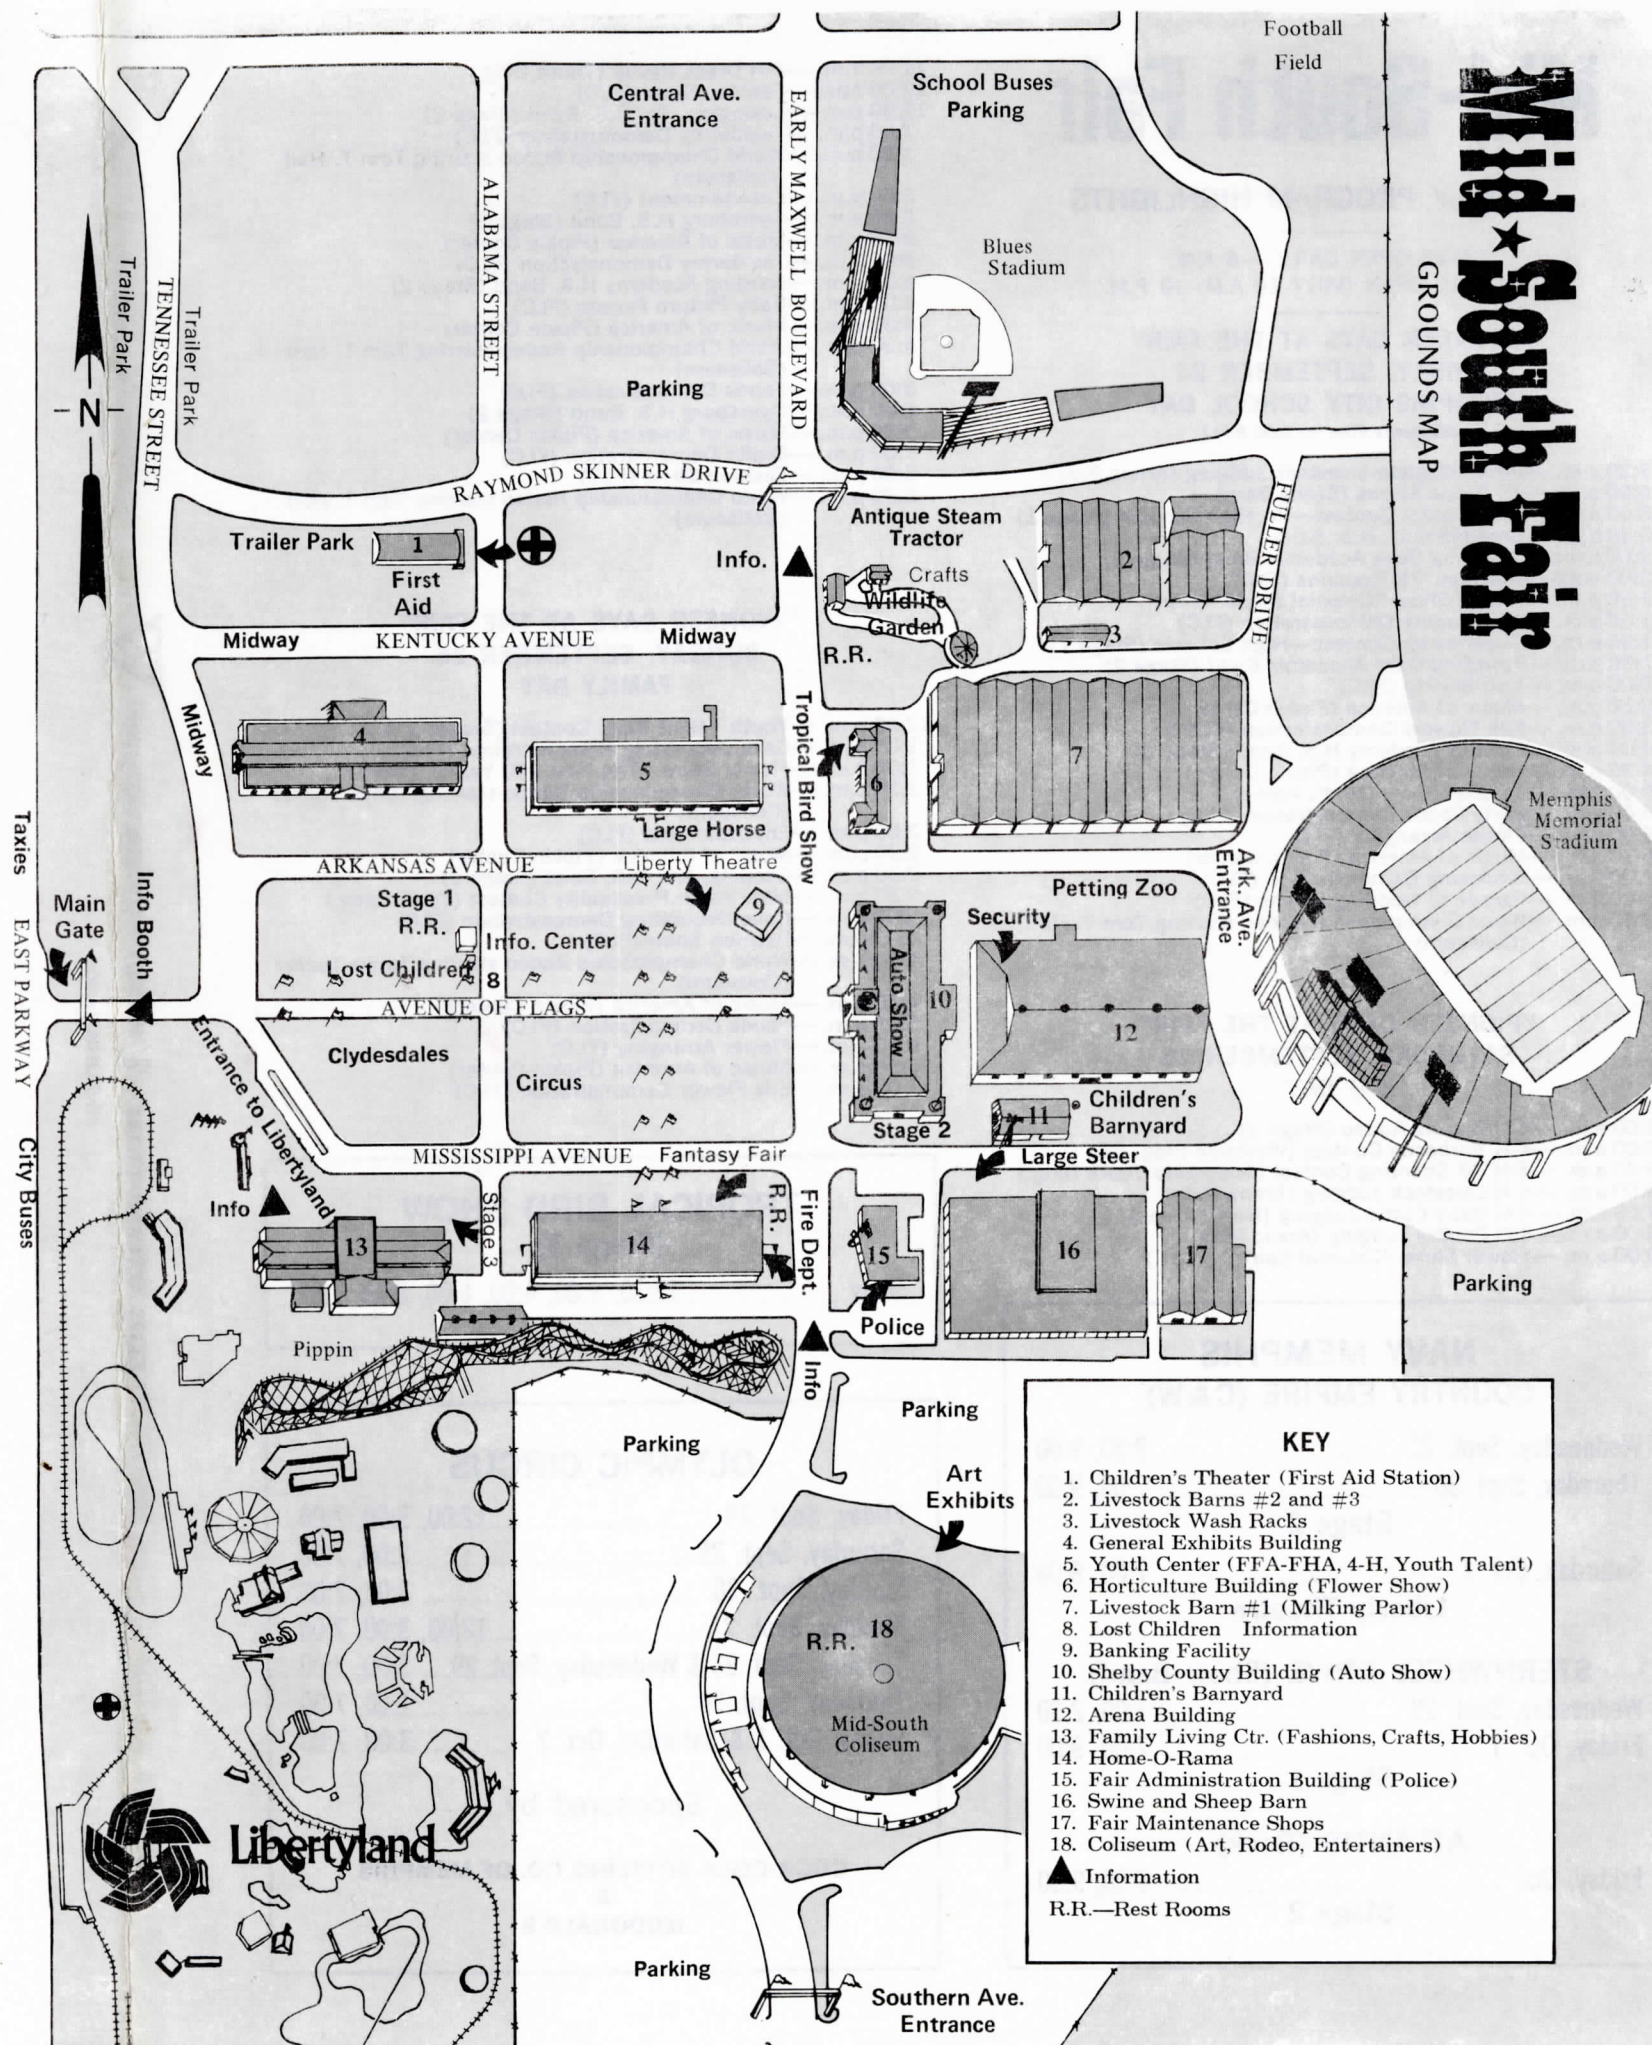 Football
Field
Mid★South Fair
GROUNDS MAP
Central Ave.
Entrance
School Buses
Parking
EARLY MAXWELL BOULEVARD
ALABAMA STREET
Trailer Park
TENNESSEE STREET
Trailer Park
N
Blues
Stadium
Parking
RAYMOND SKINNER DRIVE
FULLER DRIVE
Trailer Park
1
First
Aid
Info.
Antique Steam
Tractor
Crafts
Wildlife
Garden
R.R.
2
3
Midway
KENTUCKY AVENUE
Midway
Midway
4
5
Large Horse
Tropical Bird Show
6
7
Memphis
Memorial
Stadium
ARKANSAS AVENUE
Liberty Theatre
Ark. Ave.
Entrance
Taxies
EAST PARKWAY
City Buses
Main
Gate
Info Booth
Stage 1
R.R.
Info. Center
Lost Children
8
9
Petting Zoo
Security
Auto Show
10
12
AVENUE OF FLAGS
Entrance to Libertyland
Clydesdales
Circus
11
Children's
Barnyard
Stage 2
MISSISSIPPI AVENUE
Fantasy Fair
Large Steer
Info
13
Stage 3
14
R.R.
Fire Dept.
15
Police
16
17
Parking
Pippin
Info
Parking
Parking
Art
Exhibits
R.R. 18
Mid-South
Coliseum
Libertyland
Parking
Southern Ave.
Entrance
KEY
1. Children's Theater (First Aid Station)
2. Livestock Barns #2 and #3
3. Livestock Wash Racks
4. General Exhibits Building
5. Youth Center (FFA-FHA, 4-H, Youth Talent)
6. Horticulture Building (Flower Show)
7. Livestock Barn #1 (Milking Parlor)
8. Lost Children Information
9. Banking Facility
10. Shelby County Building (Auto Show)
11. Children's Barnyard
12. Arena Building
13. Family Living Ctr. (Fashions, Crafts, Hobbies)
14. Home-O-Rama
15. Fair Administration Building (Police)
16. Swine and Sheep Barn
17. Fair Maintenance Shops
18. Coliseum (Art, Rodeo, Entertainers)
Information
R.R.—Rest Rooms